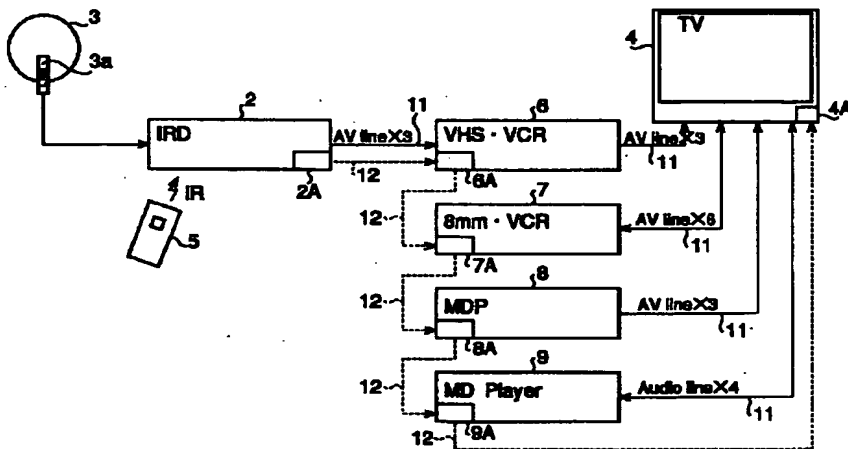 3
3a
TV
4
4A
2
IRD
2A
AV line×3
11
12
6
VHS・VCR
6A
AV line×3
11
IR
5
12
7
8mm・VCR
7A
AV line×6
11
12
8
MDP
8A
AV line×3
11
12
9
MD Player
9A
Audio line×4
11
12